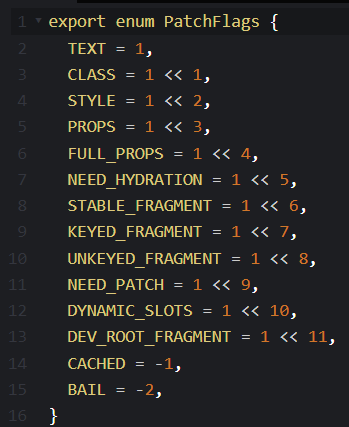 1 export enum PatchFlags {
2 TEXT = 1,
3 CLASS = 1 << 1,
4 STYLE = 1 << 2,
5 PROPS = 1 << 3,
6 FULL_PROPS = 1 << 4,
7 NEED_HYDRATION = 1 << 5,
8 STABLE_FRAGMENT = 1 << 6,
9 KEYED_FRAGMENT = 1 << 7,
10 UNKEYED_FRAGMENT = 1 << 8,
11 NEED_PATCH = 1 << 9,
12 DYNAMIC_SLOTS = 1 << 10,
13 DEV_ROOT_FRAGMENT = 1 << 11,
14 CACHED = -1,
15 BAIL = -2,
16 }